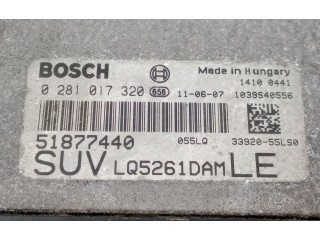 BOSCH Made in Hungary
1410 0441
0 281 017 320 658 11-06-07 1039S40556
51877440 055LQ 33920-55LS0
SUV LQ5261DAM LE